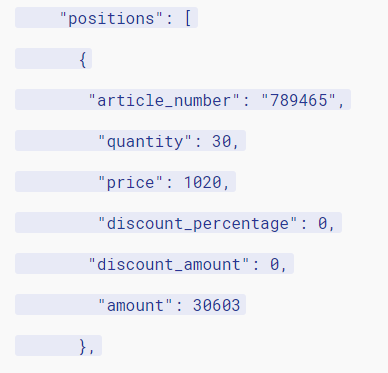 "positions": [
{
"article_number": "789465",
"quantity": 30,
"price": 1020,
"discount_percentage": 0,
"discount_amount": 0,
"amount": 30603
},